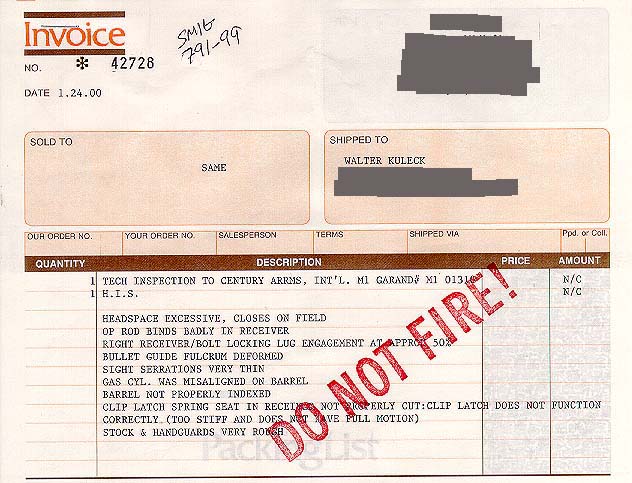 Invoice
SMIG
791-99
NO. * 42728
DATE 1.24.00
SOLD TO
SAME
SHIPPED TO
WALTER KULECK
OUR ORDER NO. YOUR ORDER NO. SALESPERSON TERMS SHIPPED VIA Ppd. or Coll.
QUANTITY DESCRIPTION PRICE AMOUNT
1 TECH INSPECTION TO CENTURY ARRMS, INT'L. M1 GARAND# M1 0131 N/C
1 H.I.S. N/C
HEADSPACE EXCESSIVE, CLOSES ON FIELD
OP ROD BINDS BADLY IN RECEIVER
RIGHT RECEIVER/BOLT LOCKING LUG ENGAGEMENT AT APPROX 50%
BULLET GUIDE FULCRUM DEFORMED
SIGHT SERRATIONS VERY THIN
GAS CYL. WAS MISALIGNED ON BARREL
BARREL NOT PROPERLY INDEXED
CLIP LATCH SPRING SEAT IN RECEIVER NOT PROPERLY CUT:CLIP LATCH DOES NOT FUNCTION
CORRECTLY (TOO STIFF AND DOES NOT HAVE FULL MOTION)
STOCK & HANDGUARDS VERY ROUGH
Packing List
DO NOT FIRE!